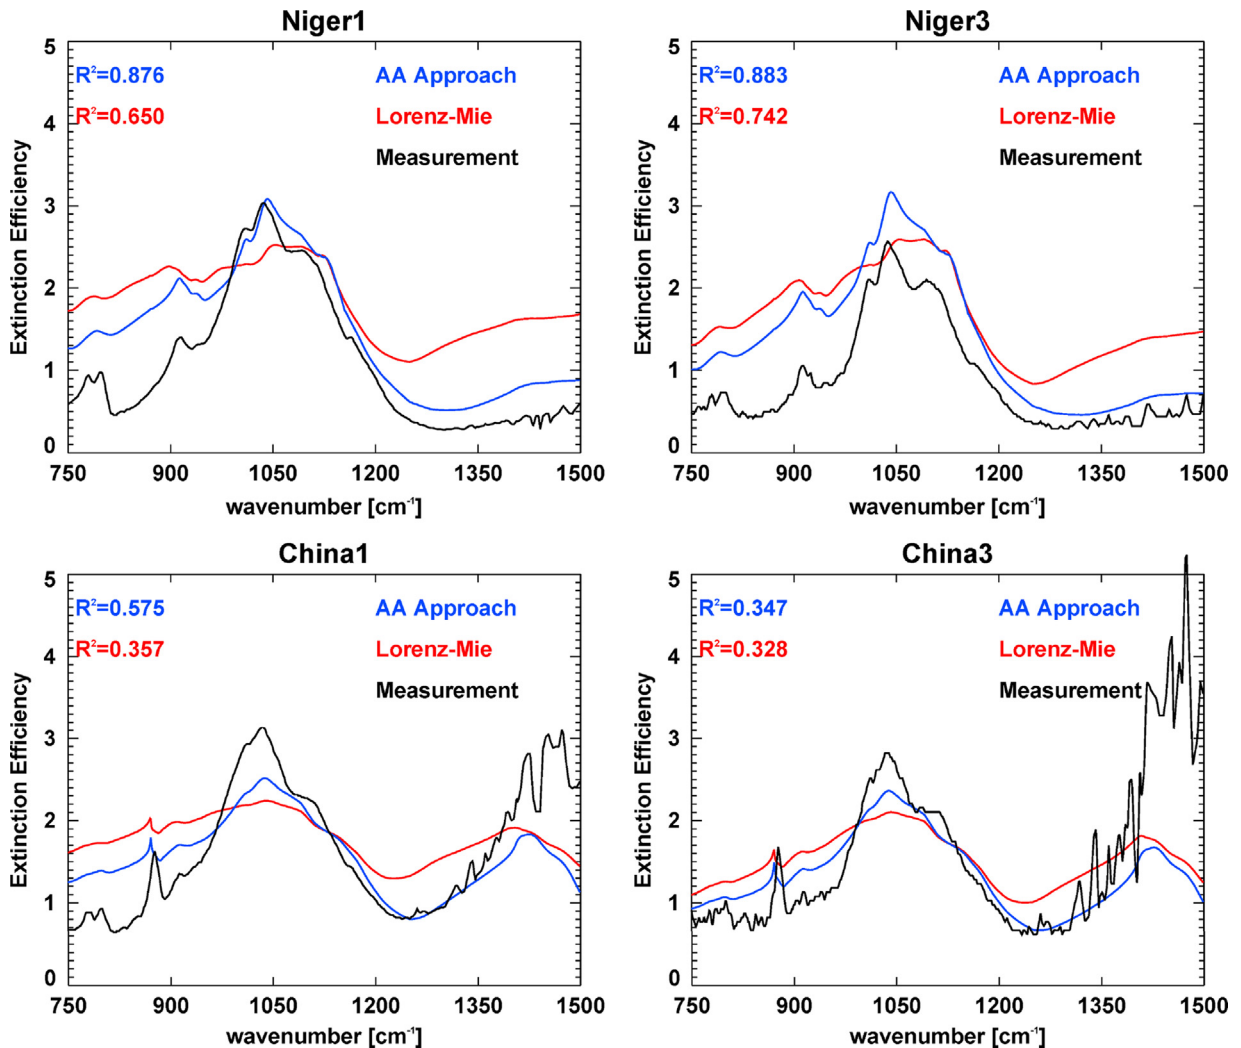 Niger1
5
4
3
2
1
0
Extinction Efficiency
R²=0.876
R²=0.650
AA Approach
Lorenz-Mie
Measurement
750
900
1050
1200
1350
1500
wavenumber [cm⁻¹]
Niger3
5
4
3
2
1
0
Extinction Efficiency
R²=0.883
R²=0.742
AA Approach
Lorenz-Mie
Measurement
750
900
1050
1200
1350
1500
wavenumber [cm⁻¹]
China1
5
4
3
2
1
0
Extinction Efficiency
R²=0.575
R²=0.357
AA Approach
Lorenz-Mie
Measurement
750
900
1050
1200
1350
1500
wavenumber [cm⁻¹]
China3
5
4
3
2
1
0
Extinction Efficiency
R²=0.347
R²=0.328
AA Approach
Lorenz-Mie
Measurement
750
900
1050
1200
1350
1500
wavenumber [cm⁻¹]